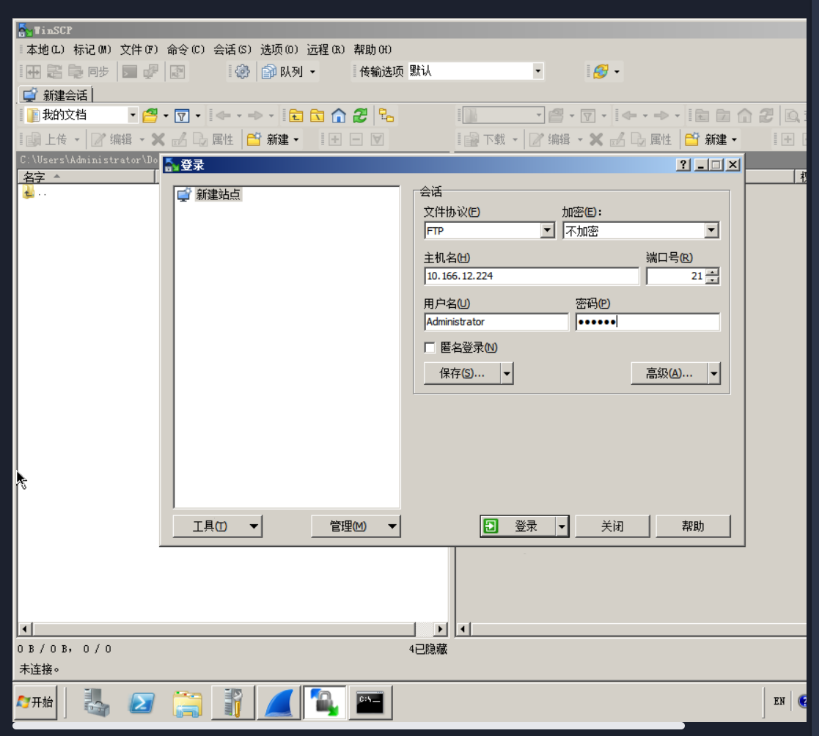 WinSCP
本地(L) 标记(M) 文件(F) 命令(C) 会话(S) 选项(O) 远程(R) 帮助(H)
同步 队列 传输选项 默认
新建会话
我的文档
上传 编辑 属性 新建 下载 编辑 属性 新建
C:\Users\Administrator\Do
名字
..
登录
新建站点
会话
文件协议(F) 加密(E):
FTP 不加密
主机名(H) 端口号(R)
10.166.12.224 21
用户名(U) 密码(P)
Administrator ••••••
匿名登录(N)
保存(S)... 高级(A)...
工具(T) 管理(M) 登录 关闭 帮助
0 B / 0 B, 0 / 0 4已隐藏
未连接。
开始 C:\... EN